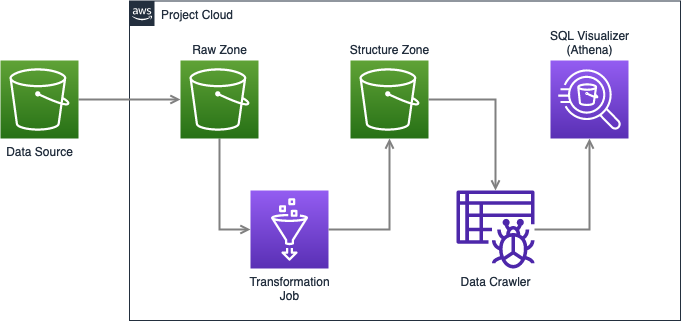 aws
Project Cloud
Raw Zone
Structure Zone
SQL Visualizer
(Athena)
Data Source
Transformation
Job
Data Crawler